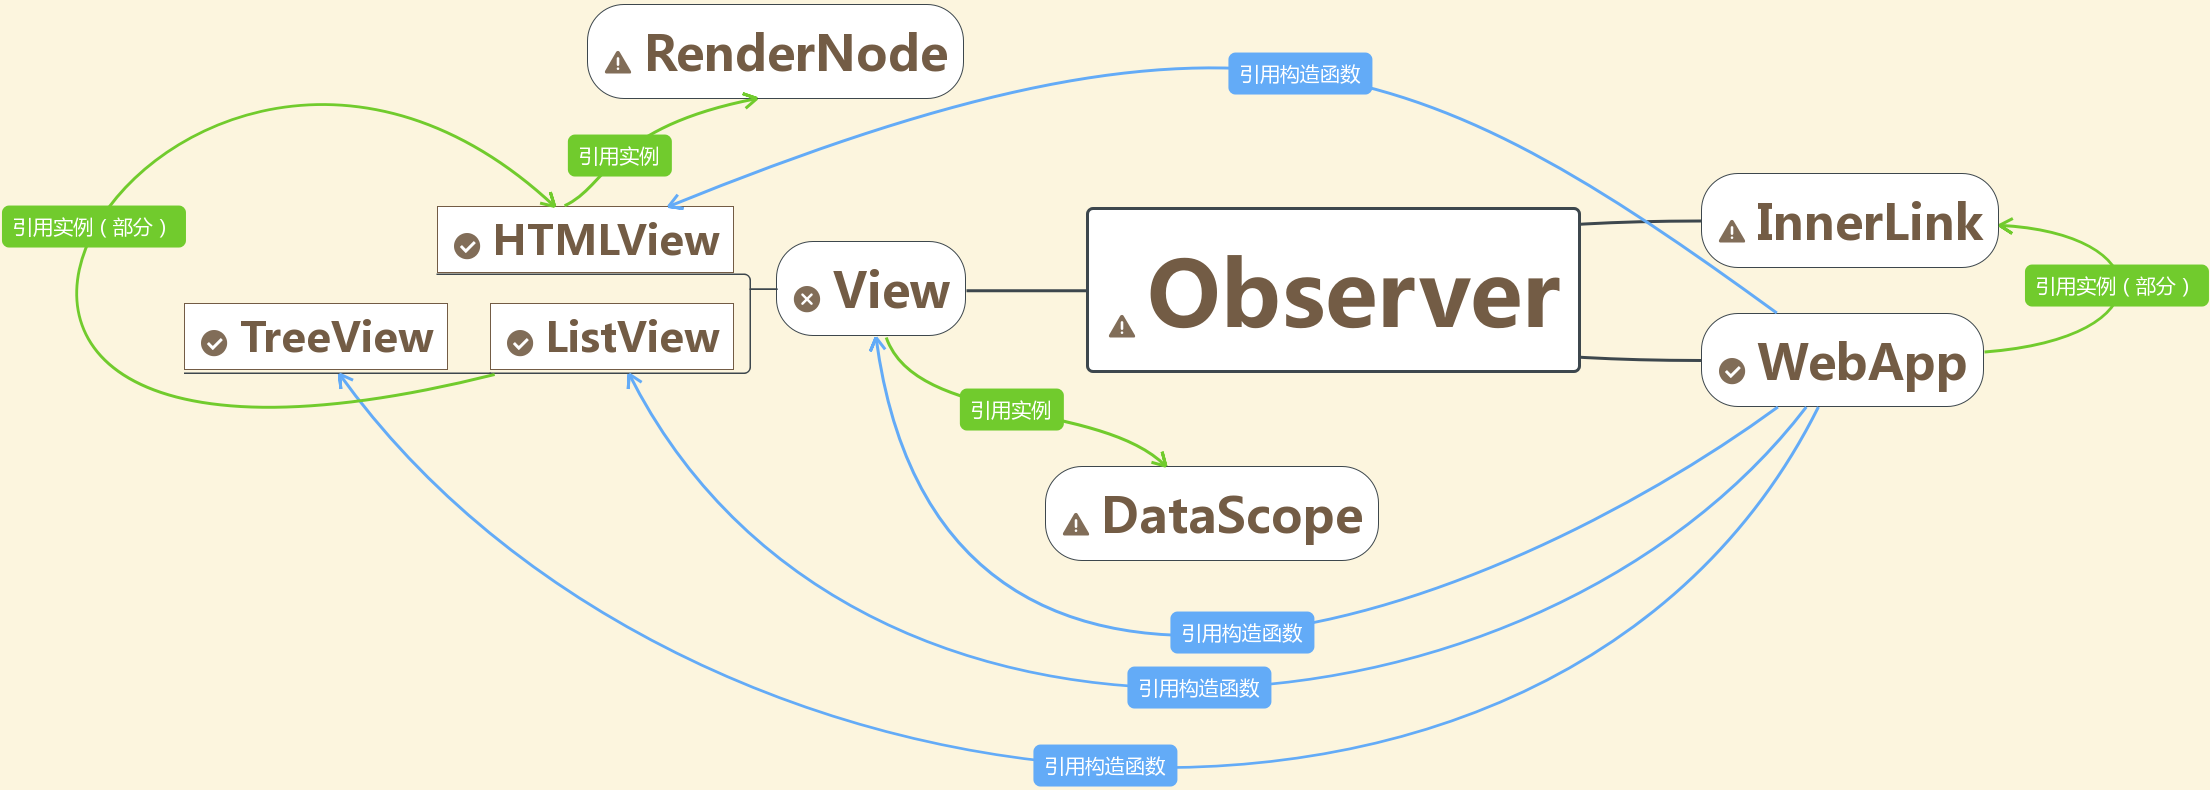 RenderNode
引用构造函数
引用实例
引用实例（部分）
HTMLView
InnerLink
View
Observer
引用实例（部分）
TreeView
ListView
WebApp
引用实例
DataScope
引用构造函数
引用构造函数
引用构造函数